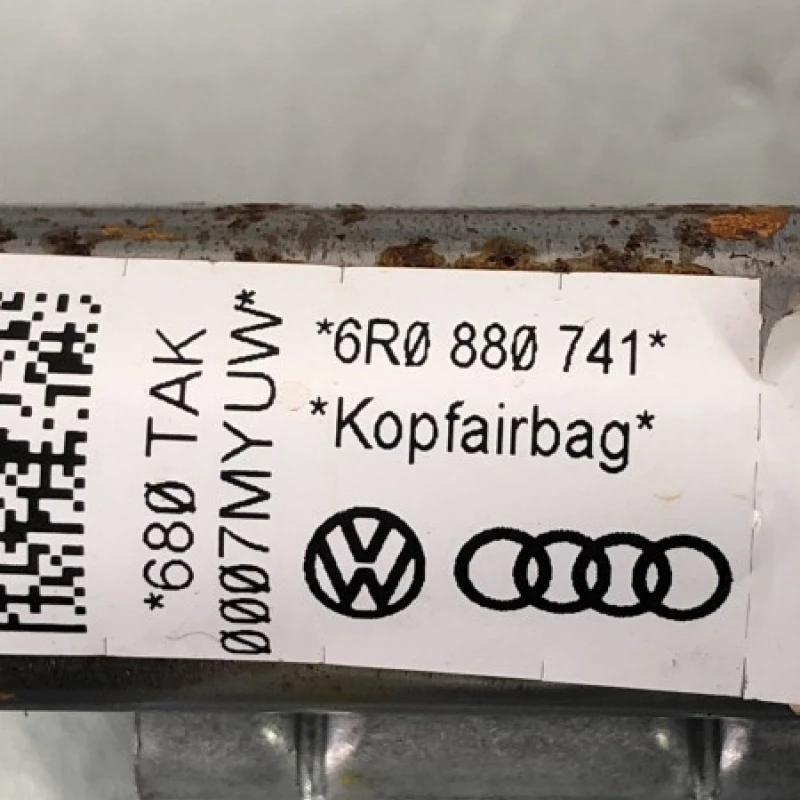 *680 TAK
0007MYUW*
*6R0 880 741*
*Kopfairbag*